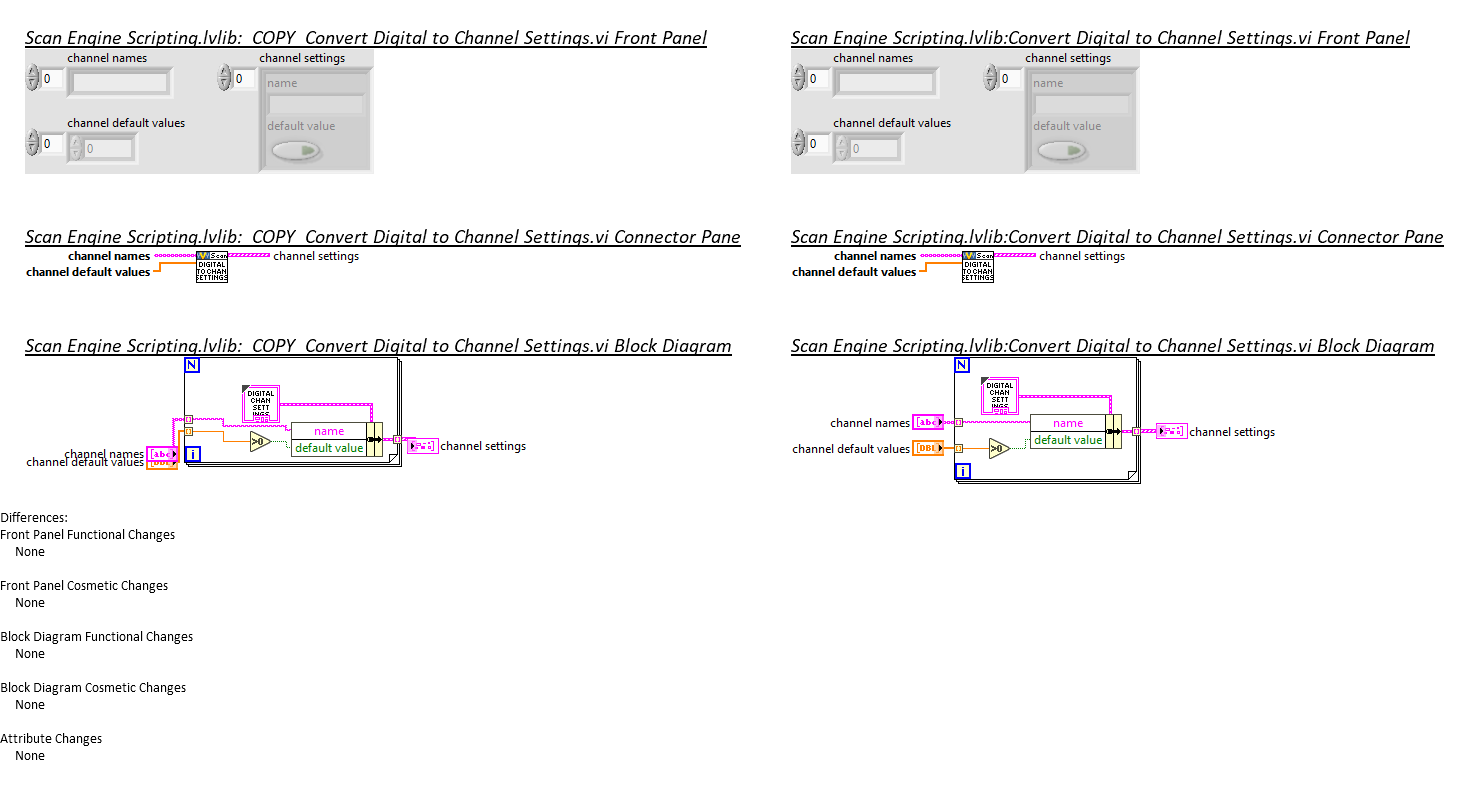 Scan Engine Scripting.lvlib:  COPY  Convert Digital to Channel Settings.vi Front Panel
channel names
0
channel settings
0
name
default value
channel default values
0
0
Scan Engine Scripting.lvlib:Convert Digital to Channel Settings.vi Front Panel
channel names
0
channel settings
0
name
default value
channel default values
0
0
Scan Engine Scripting.lvlib:  COPY  Convert Digital to Channel Settings.vi Connector Pane
channel names
channel default values
Scan
DIGITAL
TO CHAN
SETTINGS
channel settings
Scan Engine Scripting.lvlib:Convert Digital to Channel Settings.vi Connector Pane
channel names
channel default values
Scan
DIGITAL
TO CHAN
SETTINGS
channel settings
Scan Engine Scripting.lvlib:  COPY  Convert Digital to Channel Settings.vi Block Diagram
N
DIGITAL
CHAN
SETT
INGS
name
default value
>0
channel names
abc
channel default values
DBL
i
channel settings
Scan Engine Scripting.lvlib:Convert Digital to Channel Settings.vi Block Diagram
N
DIGITAL
CHAN
SETT
INGS
channel names
abc
name
default value
channel settings
channel default values
DBL
>0
i
Differences:
Front Panel Functional Changes
None
Front Panel Cosmetic Changes
None
Block Diagram Functional Changes
None
Block Diagram Cosmetic Changes
None
Attribute Changes
None